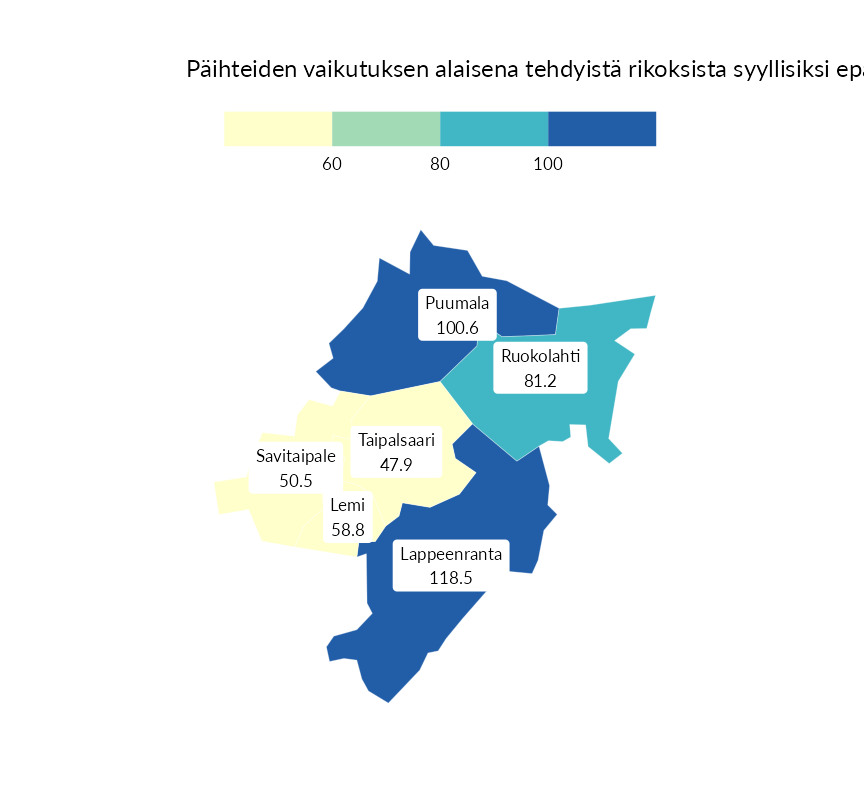 Päihteiden vaikutuksen alaisena tehdyistä rikoksista syyllisiksi epä
60
80
100
Puumala
100.6
Ruokolahti
81.2
Taipalsaari
47.9
Savitaipale
50.5
Lemi
58.8
Lappeenranta
118.5